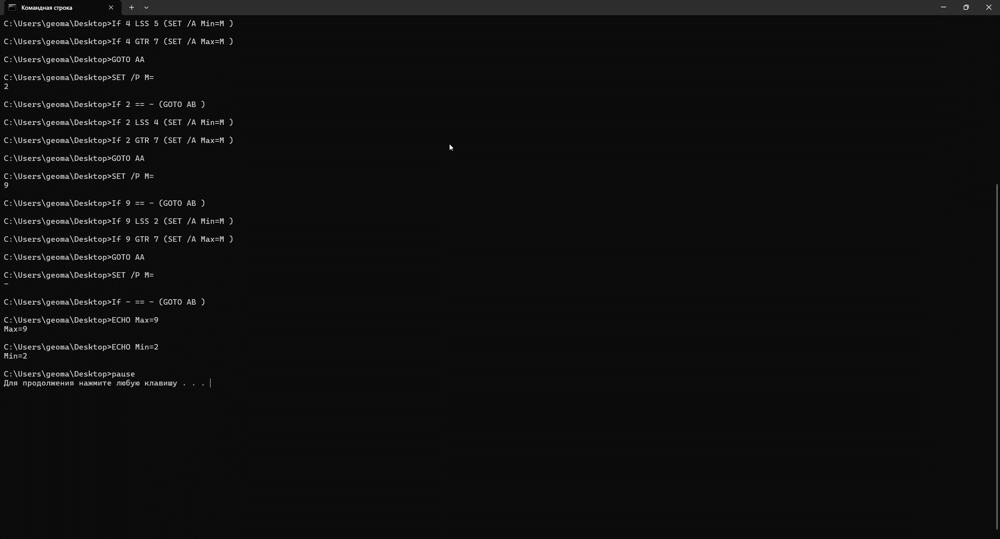 Командная строка
C:\Users\geoma\Desktop>If 4 LSS 5 (SET /A Min=M )
C:\Users\geoma\Desktop>If 4 GTR 7 (SET /A Max=M )
C:\Users\geoma\Desktop>GOTO AA
C:\Users\geoma\Desktop>SET /P M=
2
C:\Users\geoma\Desktop>If 2 == - (GOTO AB )
C:\Users\geoma\Desktop>If 2 LSS 4 (SET /A Min=M )
C:\Users\geoma\Desktop>If 2 GTR 7 (SET /A Max=M )
C:\Users\geoma\Desktop>GOTO AA
C:\Users\geoma\Desktop>SET /P M=
9
C:\Users\geoma\Desktop>If 9 == - (GOTO AB )
C:\Users\geoma\Desktop>If 9 LSS 2 (SET /A Min=M )
C:\Users\geoma\Desktop>If 9 GTR 7 (SET /A Max=M )
C:\Users\geoma\Desktop>GOTO AA
C:\Users\geoma\Desktop>SET /P M=
-
C:\Users\geoma\Desktop>If - == - (GOTO AB )
C:\Users\geoma\Desktop>ECHO Max=9
Max=9
C:\Users\geoma\Desktop>ECHO Min=2
Min=2
C:\Users\geoma\Desktop>pause
Для продолжения нажмите любую клавишу . . .